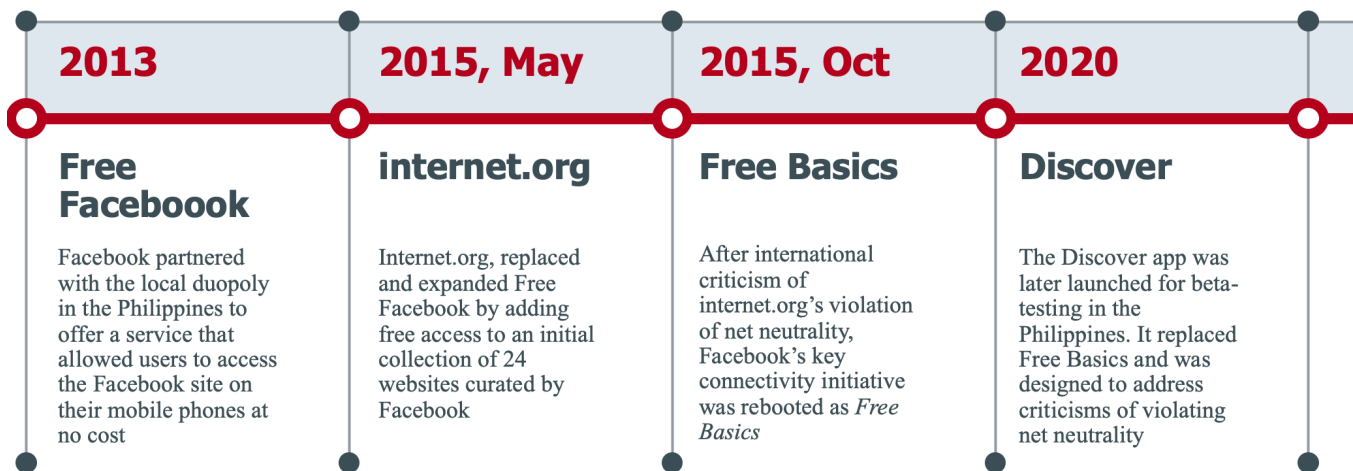 2013
Free
Faceboook
Facebook partnered
with the local duopoly
in the Philippines to
offer a service that
allowed users to access
the Facebook site on
their mobile phones at
no cost
2015, May
internet.org
Internet.org, replaced
and expanded Free
Facebook by adding
free access to an initial
collection of 24
websites curated by
Facebook
2015, Oct
Free Basics
After international
criticism of
internet.org’s violation
of net neutrality,
Facebook’s key
connectivity initiative
was rebooted as Free
Basics
2020
Discover
The Discover app was
later launched for beta-
testing in the
Philippines. It replaced
Free Basics and was
designed to address
criticisms of violating
net neutrality